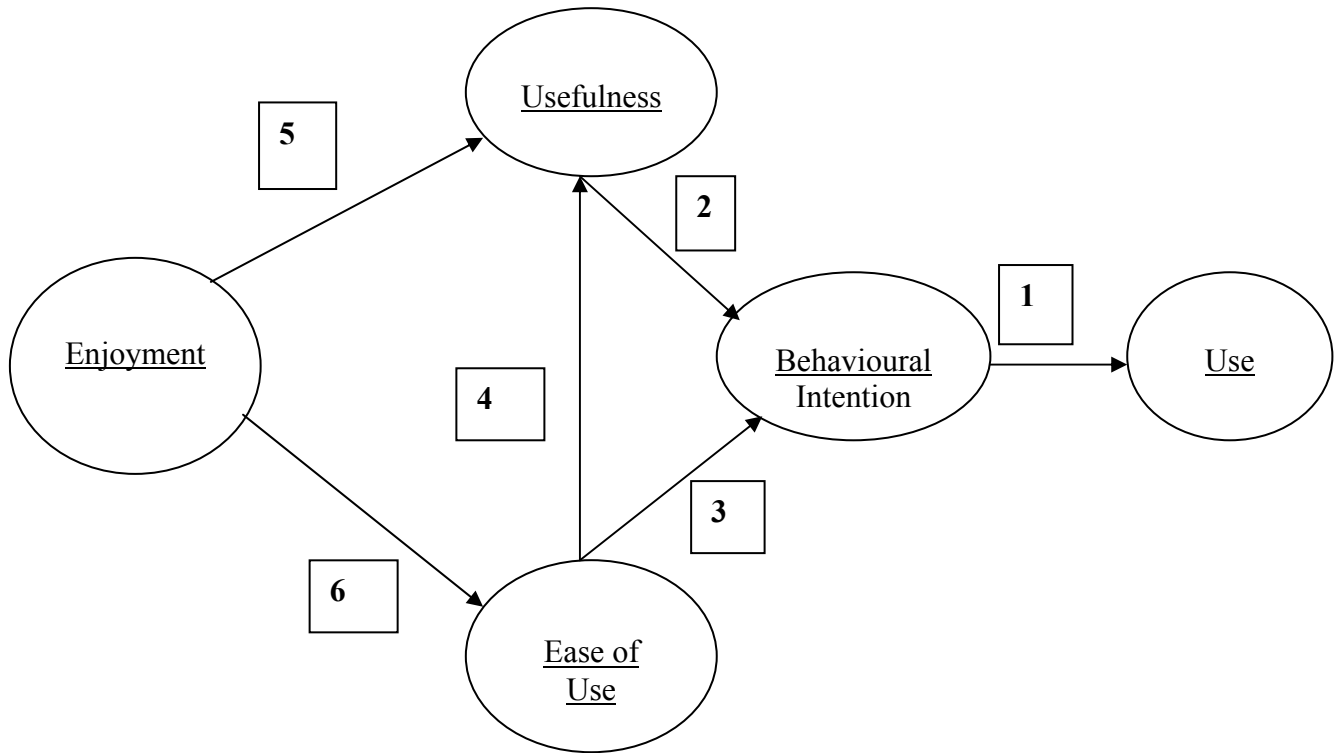 Usefulness
5
2
1
Enjoyment
Behavioural
Intention
Use
4
3
6
Ease of
Use